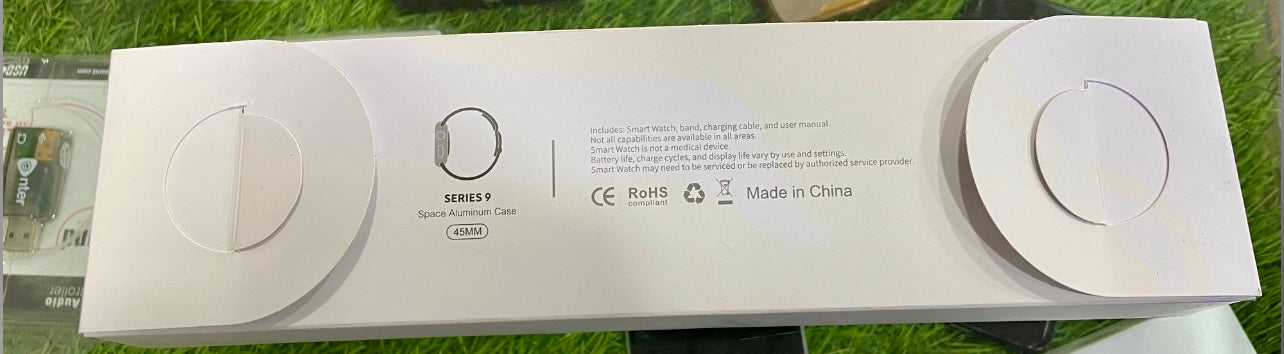 SERIES 9
Space Aluminum Case
45MM
Includes: Smart Watch, band, charging cable, and user manual.
Not all capabilities are available in all areas.
Smart Watch is not a medical device.
Battery life, charge cycles, and display life vary by use and settings.
Smart Watch may need to be serviced or be replaced by authorized service provider.
CE RoHS compliant Made in China
USB
nter
Audio